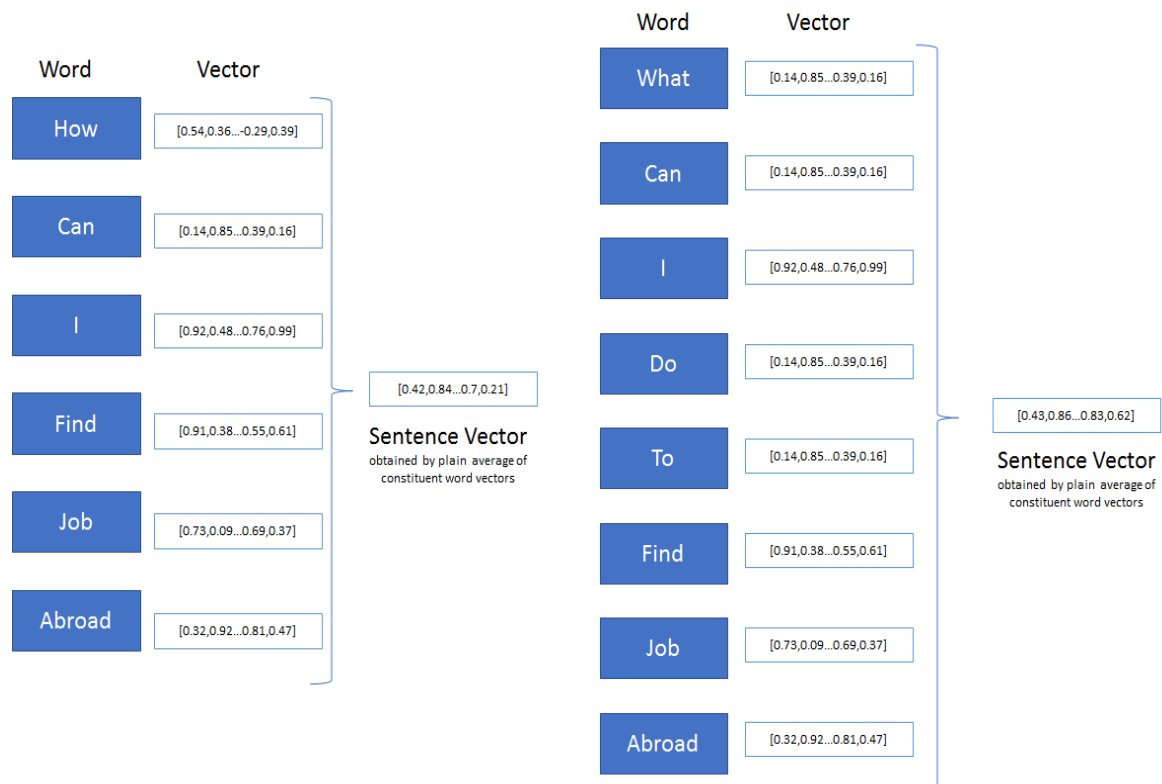 Word Vector
How [0.54,0.36...-0.29,0.39]
Can [0.14,0.85...0.39,0.16]
I [0.92,0.48...0.76,0.99]
Find [0.91,0.38...0.55,0.61]
Job [0.73,0.09...0.69,0.37]
Abroad [0.32,0.92...0.81,0.47]
[0.42,0.84...0.7,0.21]
Sentence Vector
obtained by plain average of
constituent word vectors
Word Vector
What [0.14,0.85...0.39,0.16]
Can [0.14,0.85...0.39,0.16]
I [0.92,0.48...0.76,0.99]
Do [0.14,0.85...0.39,0.16]
To [0.14,0.85...0.39,0.16]
Find [0.91,0.38...0.55,0.61]
Job [0.73,0.09...0.69,0.37]
Abroad [0.32,0.92...0.81,0.47]
[0.43,0.86...0.83,0.62]
Sentence Vector
obtained by plain average of
constituent word vectors